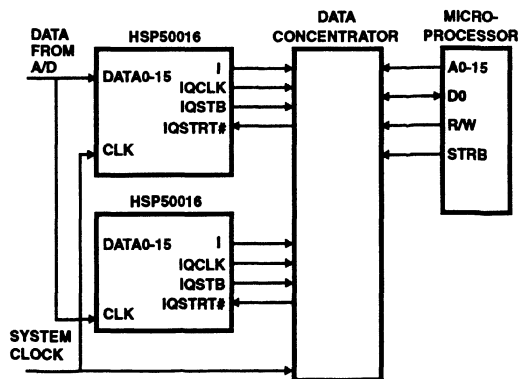 DATA FROM A/D
HSP50016
DATA0-15
CLK
I
IQCLK
IQSTB
IQSTRT#
DATA CONCENTRATOR
MICRO-PROCESSOR
A0-15
D0
R/W
STRB
HSP50016
DATA0-15
CLK
I
IQCLK
IQSTB
IQSTRT#
SYSTEM CLOCK